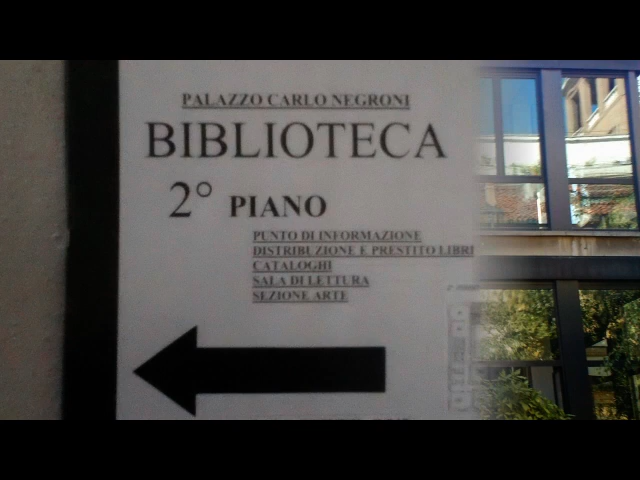 PALAZZO CARLO NEGRONI
BIBLIOTECA
2° PIANO
PUNTO DI INFORMAZIONE
DISTRIBUZIONE E PRESTITO LIBRI
CATALOGHI
SALA DI LETTURA
SEZIONE ARTE